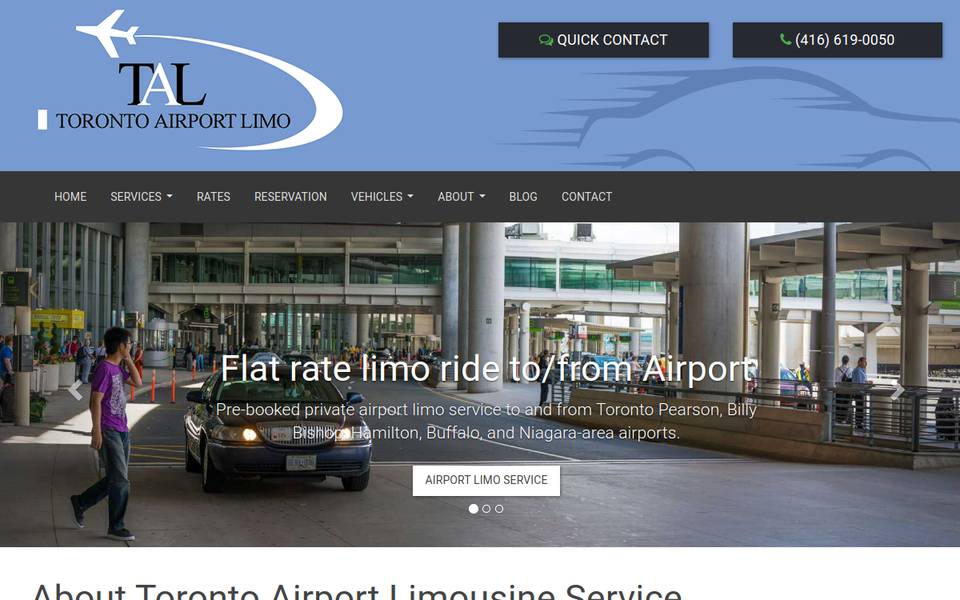 TAL
TORONTO AIRPORT LIMO
QUICK CONTACT
(416) 619-0050
HOME
SERVICES
RATES
RESERVATION
VEHICLES
ABOUT
BLOG
CONTACT
Flat rate limo ride to/from Airport
Pre-booked private airport limo service to and from Toronto Pearson, Billy
Bishop, Hamilton, Buffalo, and Niagara-area airports.
AIRPORT LIMO SERVICE
About Toronto Airport Limousine Service